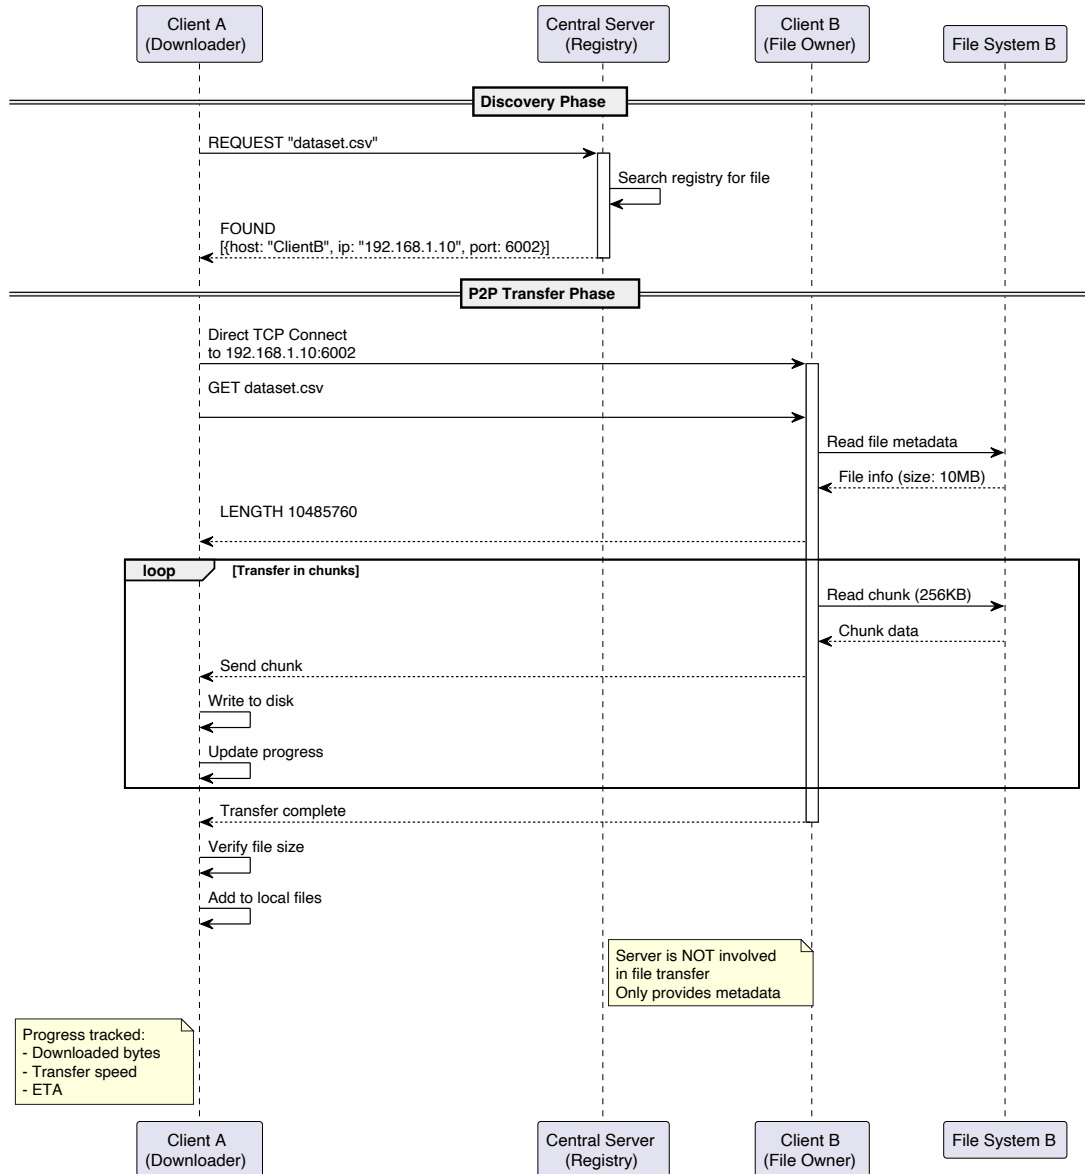 Client A
(Downloader)
Central Server
(Registry)
Client B
(File Owner)
File System B
Discovery Phase
REQUEST "dataset.csv"
Search registry for file
FOUND
[{host: "ClientB", ip: "192.168.1.10", port: 6002}]
P2P Transfer Phase
Direct TCP Connect
to 192.168.1.10:6002
GET dataset.csv
Read file metadata
File info (size: 10MB)
LENGTH 10485760
loop
[Transfer in chunks]
Read chunk (256KB)
Chunk data
Send chunk
Write to disk
Update progress
Transfer complete
Verify file size
Add to local files
Server is NOT involved
in file transfer
Only provides metadata
Progress tracked:
- Downloaded bytes
- Transfer speed
- ETA
Client A
(Downloader)
Central Server
(Registry)
Client B
(File Owner)
File System B